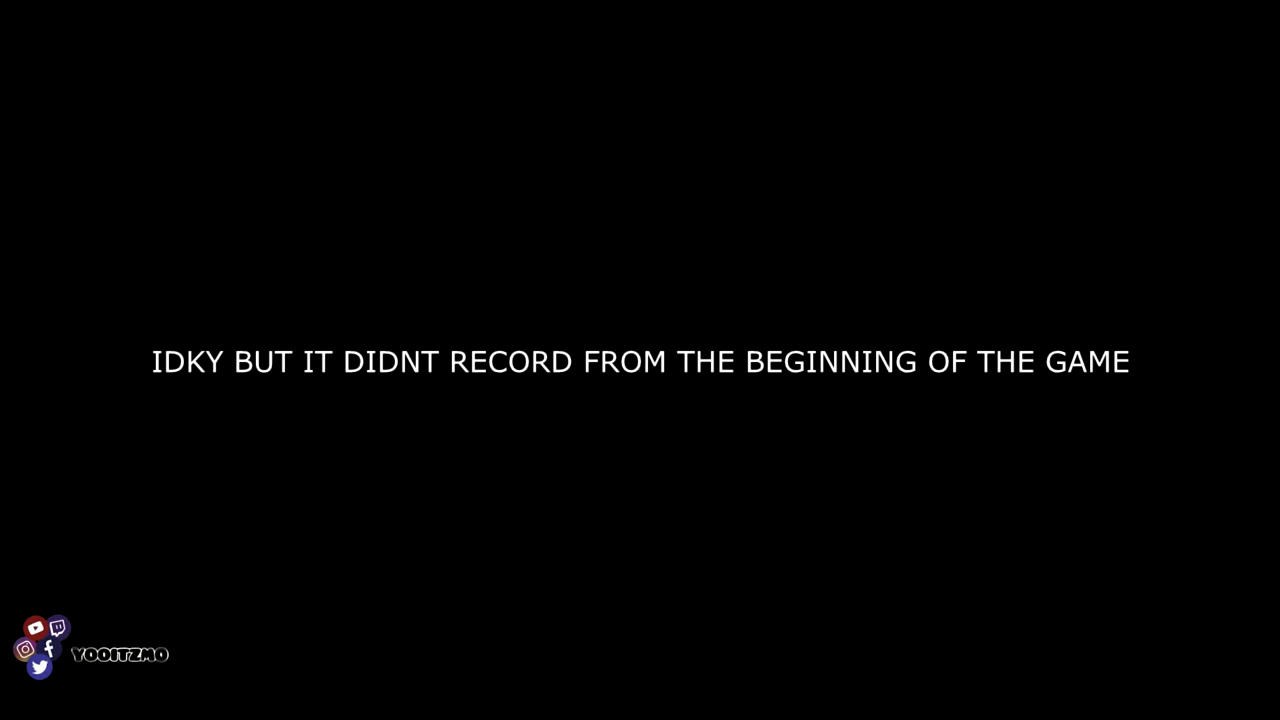 IDKY BUT IT DIDNT RECORD FROM THE BEGINNING OF THE GAME
YOOITZMO